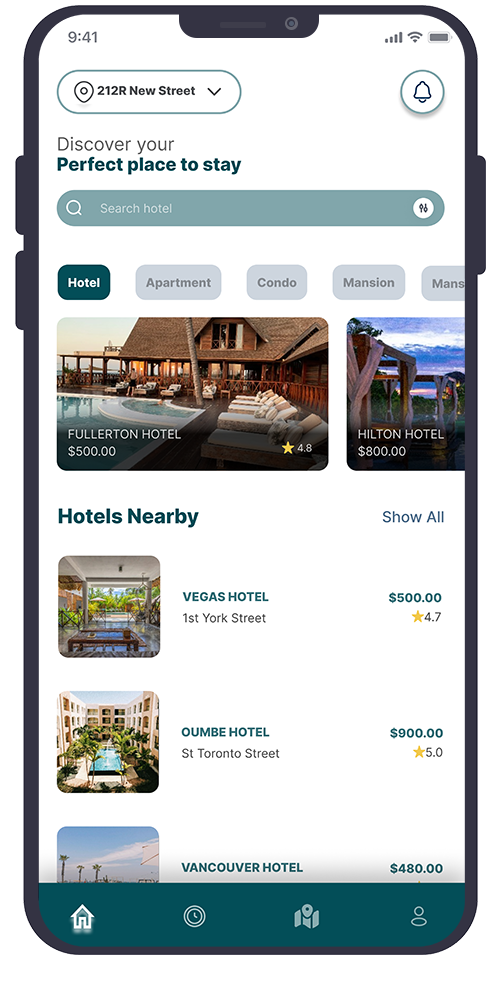 9:41
212R New Street
Discover your
Perfect place to stay
Search hotel
Hotel
Apartment
Condo
Mansion
Mans
FULLERTON HOTEL
$500.00
4.8
HILTON HOTEL
$800.00
Hotels Nearby
Show All
VEGAS HOTEL
$500.00
1st York Street
4.7
OUMBE HOTEL
$900.00
St Toronto Street
5.0
VANCOUVER HOTEL
$480.00